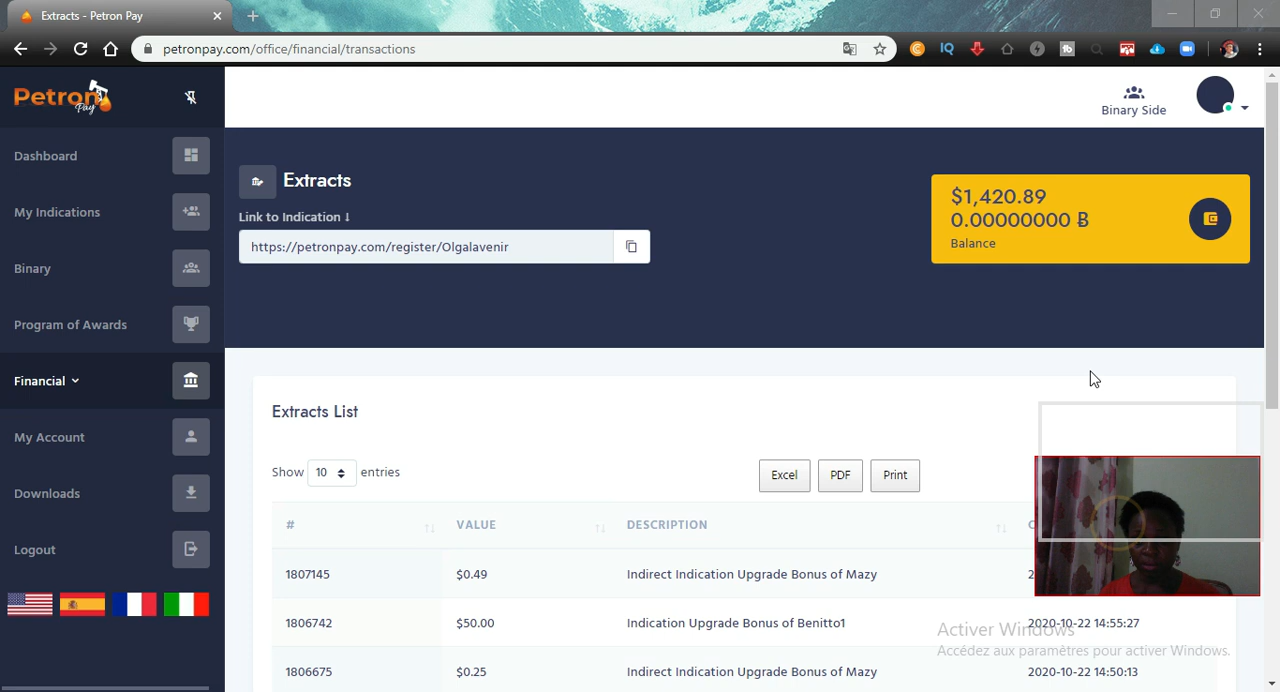 Extracts - Petron Pay
petronpay.com/office/financial/transactions
Petron
Pay
Binary Side
Dashboard
My Indications
Binary
Program of Awards
Financial
My Account
Downloads
Logout
Extracts
Link to Indication
https://petronpay.com/register/Olgalavenir
$1,420.89
0.00000000 Ƀ
Balance
Extracts List
Show 10 entries
Excel PDF Print
# VALUE DESCRIPTION
1807145 $0.49 Indirect Indication Upgrade Bonus of Mazy
1806742 $50.00 Indication Upgrade Bonus of Benitto1 2020-10-22 14:55:27
1806675 $0.25 Indirect Indication Upgrade Bonus of Mazy 2020-10-22 14:50:13
Activer Windows
Accédez aux paramètres pour activer Windows.